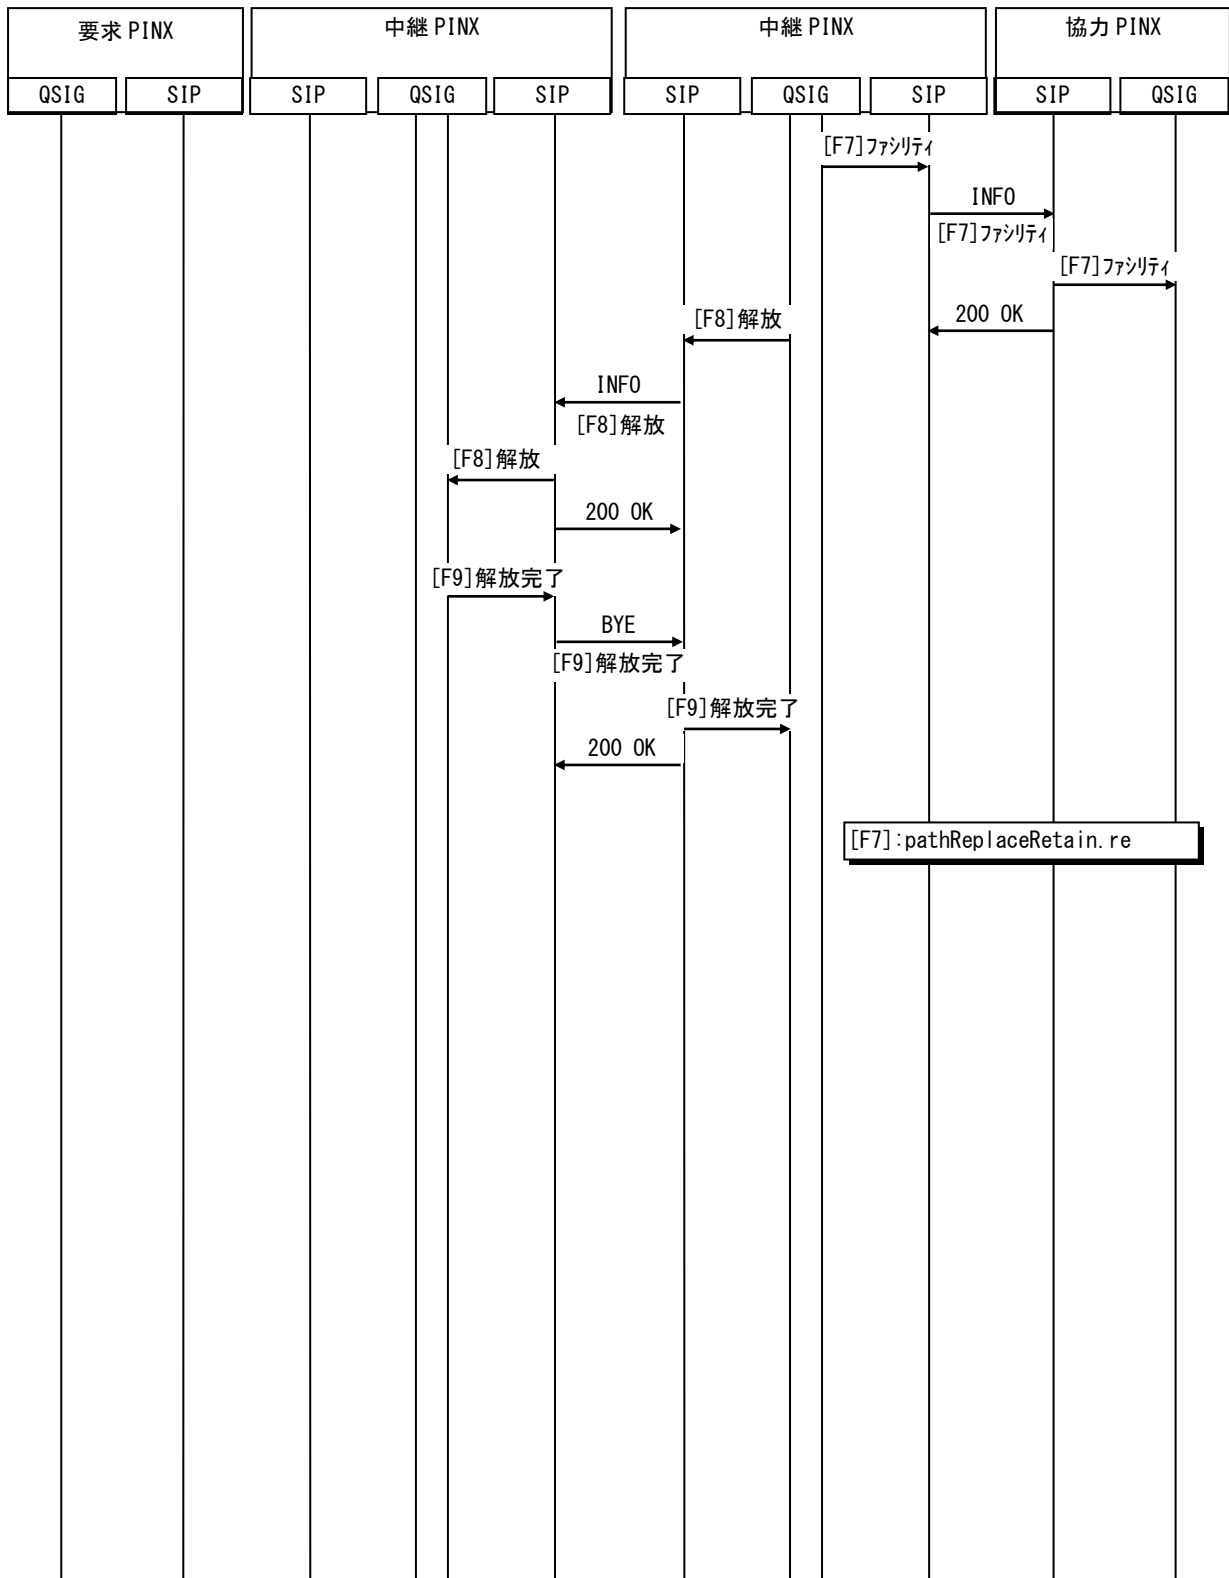 要求 PINX
中継 PINX
中継 PINX
協力 PINX
QSIG
SIP
SIP
QSIG
SIP
SIP
QSIG
SIP
SIP
QSIG
[F7]ﾌｧｼﾘﾃｨ
INFO
[F7]ﾌｧｼﾘﾃｨ
[F7]ﾌｧｼﾘﾃｨ
200 OK
[F8]解放
INFO
[F8]解放
[F8]解放
200 OK
[F9]解放完了
BYE
[F9]解放完了
[F9]解放完了
200 OK
[F7]:pathReplaceRetain.re